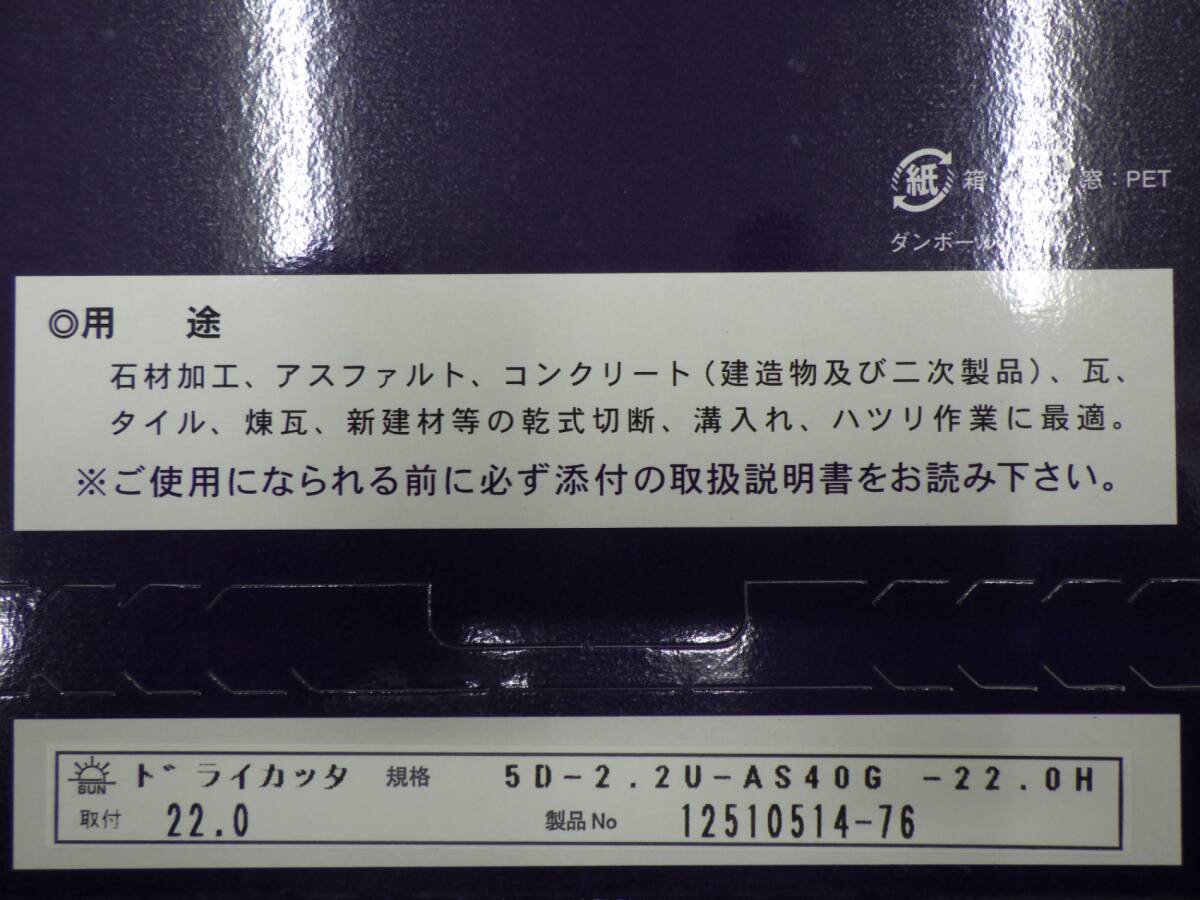 紙 箱 窓：PET
ダンボール
◎用 途
石材加工、アスファルト、コンクリート（建造物及び二次製品）、瓦、
タイル、煉瓦、新建材等の乾式切断、溝入れ、ハツリ作業に最適。
※ご使用になられる前に必ず添付の取扱説明書をお読み下さい。
SUN ドライカッタ 規格 5D-2.2U-AS40G -22.0H
取付 22.0 製品No 12510514-76